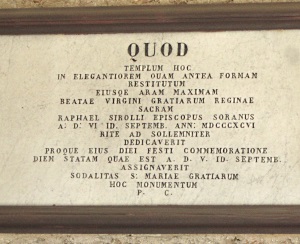 QUOD
TEMPLUM HOC
IN ELEGANTIOREM QUAM ANTEA FORMAM
RESTITUTUM
EIUSQE ARAM MAXIMAM
BEATAE VIRGINI GRATIARUM REGINAE
SACRAM
RAPHAEL SIROLLI EPISCOPUS SORANUS
A: D: VI ID: SEPTEMB. ANN: MDCCCXCVI
RITE AD SOLLEMNITER
DEDICAVERIT
PROQUE EIUS DIEI FESTI COMMEMORATIONE
DIEM STATAM QUAE EST A. D. V. ID. SEPTEMB.
ASSIGNAVERIT
SODALITAS S: MARIAE GRATIARUM
HOC MONUMENTUM
P. C.